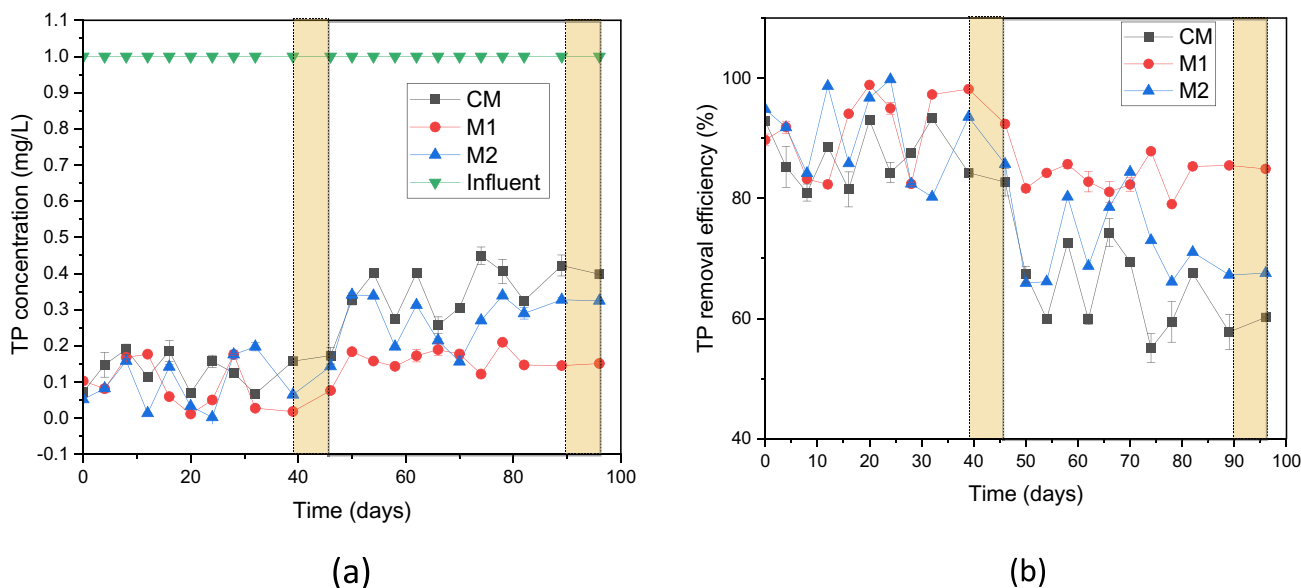 1.1
1.0
0.9
0.8
0.7
0.6
0.5
0.4
0.3
0.2
0.1
0.0
-0.1
TP concentration (mg/L)
CM
M1
M2
Influent
0 20 40 60 80 100
Time (days)
(a)
100
80
60
40
TP removal efficiency (%)
CM
M1
M2
0 10 20 30 40 50 60 70 80 90 100
Time (days)
(b)